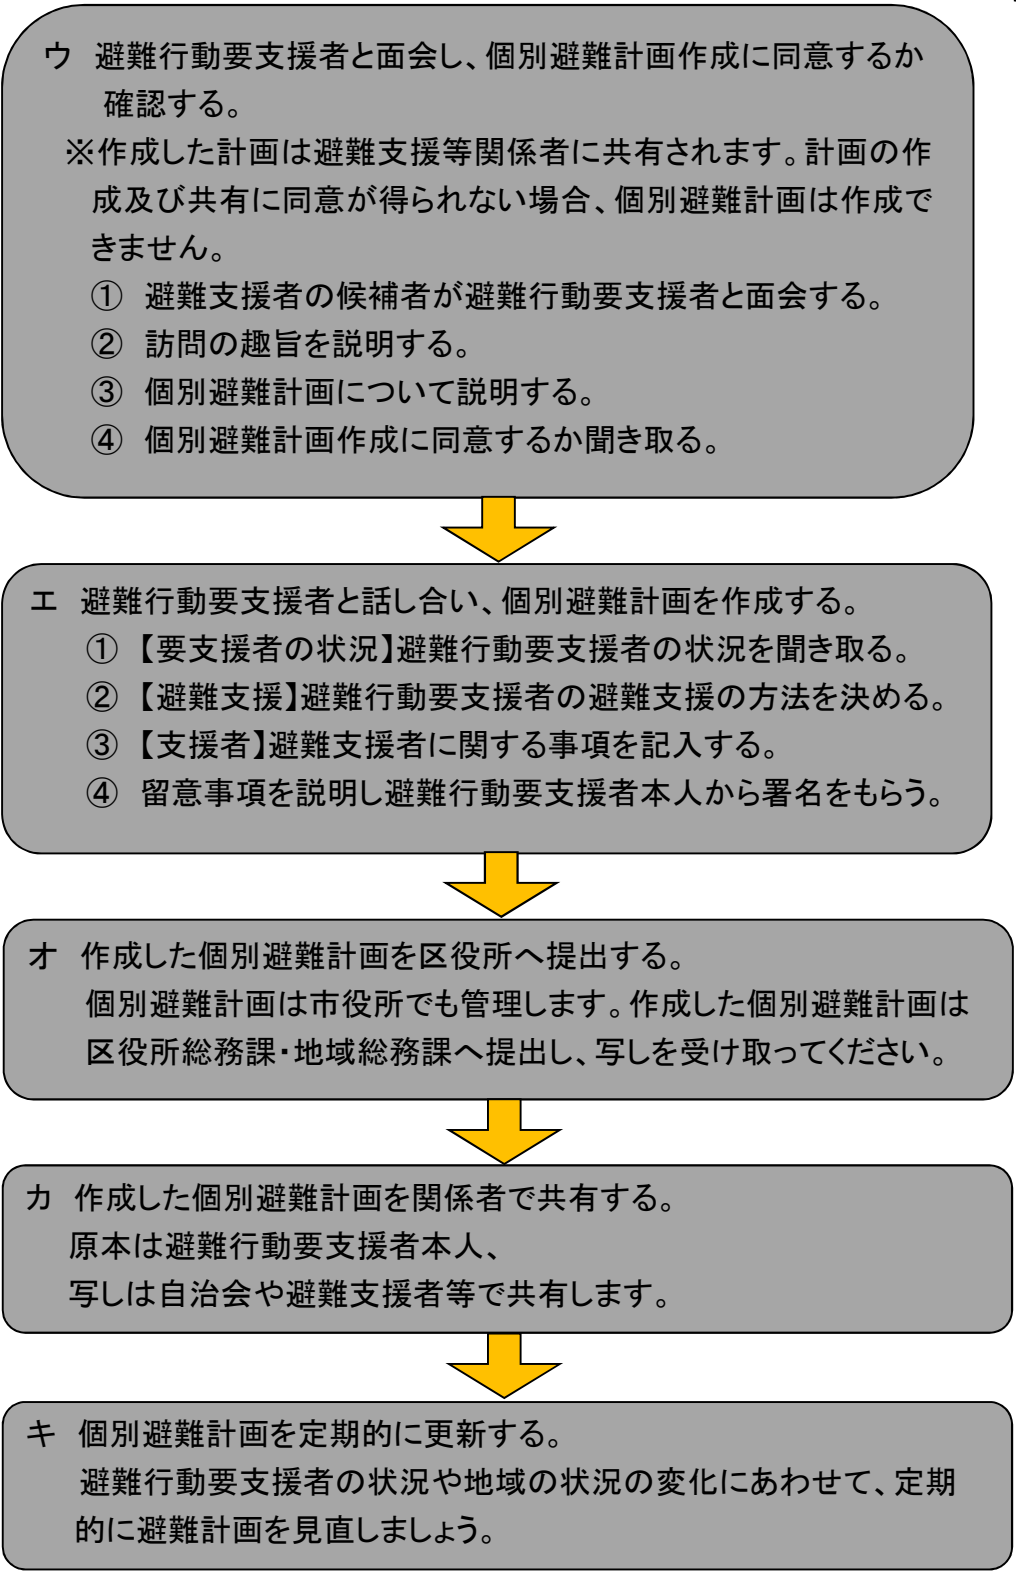 ウ 避難行動要支援者と面会し、個別避難計画作成に同意するか
確認する。
※作成した計画は避難支援等関係者に共有されます。計画の作
成及び共有に同意が得られない場合、個別避難計画は作成で
きません。
① 避難支援者の候補者が避難行動要支援者と面会する。
② 訪問の趣旨を説明する。
③ 個別避難計画について説明する。
④ 個別避難計画作成に同意するか聞き取る。
エ 避難行動要支援者と話し合い、個別避難計画を作成する。
① 【要支援者の状況】避難行動要支援者の状況を聞き取る。
② 【避難支援】避難行動要支援者の避難支援の方法を決める。
③ 【支援者】避難支援者に関する事項を記入する。
④ 留意事項を説明し避難行動要支援者本人から署名をもらう。
オ 作成した個別避難計画を区役所へ提出する。
個別避難計画は市役所でも管理します。作成した個別避難計画は
区役所総務課・地域総務課へ提出し、写しを受け取ってください。
カ 作成した個別避難計画を関係者で共有する。
原本は避難行動要支援者本人、
写しは自治会や避難支援者等で共有します。
キ 個別避難計画を定期的に更新する。
避難行動要支援者の状況や地域の状況の変化にあわせて、定期
的に避難計画を見直しましょう。